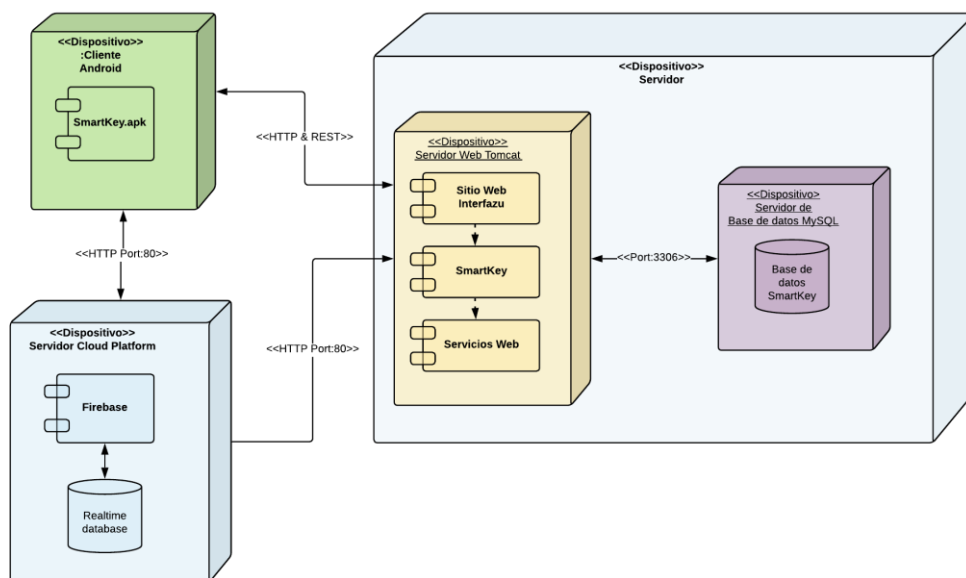 <<Dispositivo>>
:Cliente
Android
SmartKey.apk
<<HTTP & REST>>
<<HTTP Port:80>>
<<Dispositivo>>
Servidor Cloud Platform
Firebase
Realtime
database
<<HTTP Port:80>>
<<Dispositivo>>
Servidor
<<Dispositivo>>
Servidor Web Tomcat
Sitio Web
Interfazu
SmartKey
Servicios Web
<<Port:3306>>
<<Dispositivo>
Servidor de
Base de datos MySQL
Base de
datos
SmartKey